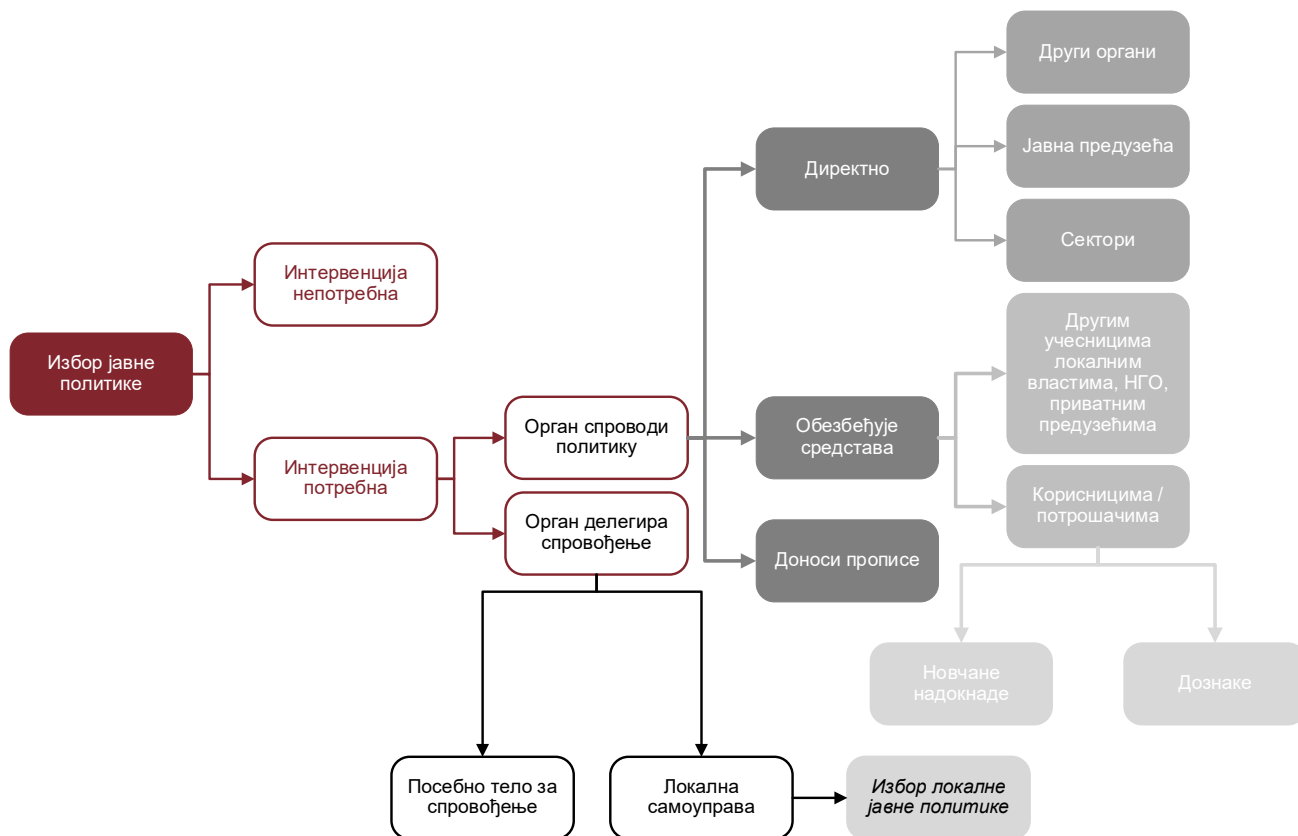 Други органи
Јавна предузећа
Директно
Сектори
Интервенција
непотребна
Избор јавне
политике
Другим
учесницима
локалним
властима, НГО,
приватним
предузећима
Орган спроводи
политику
Обезбеђује
средстава
Интервенција
потребна
Корисницима /
потрошачима
Орган делегира
спровођење
Доноси прописе
Новчане
надокнаде
Дознаке
Посебно тело за
спровођење
Локална
самоуправа
Избор локалне
јавне политике